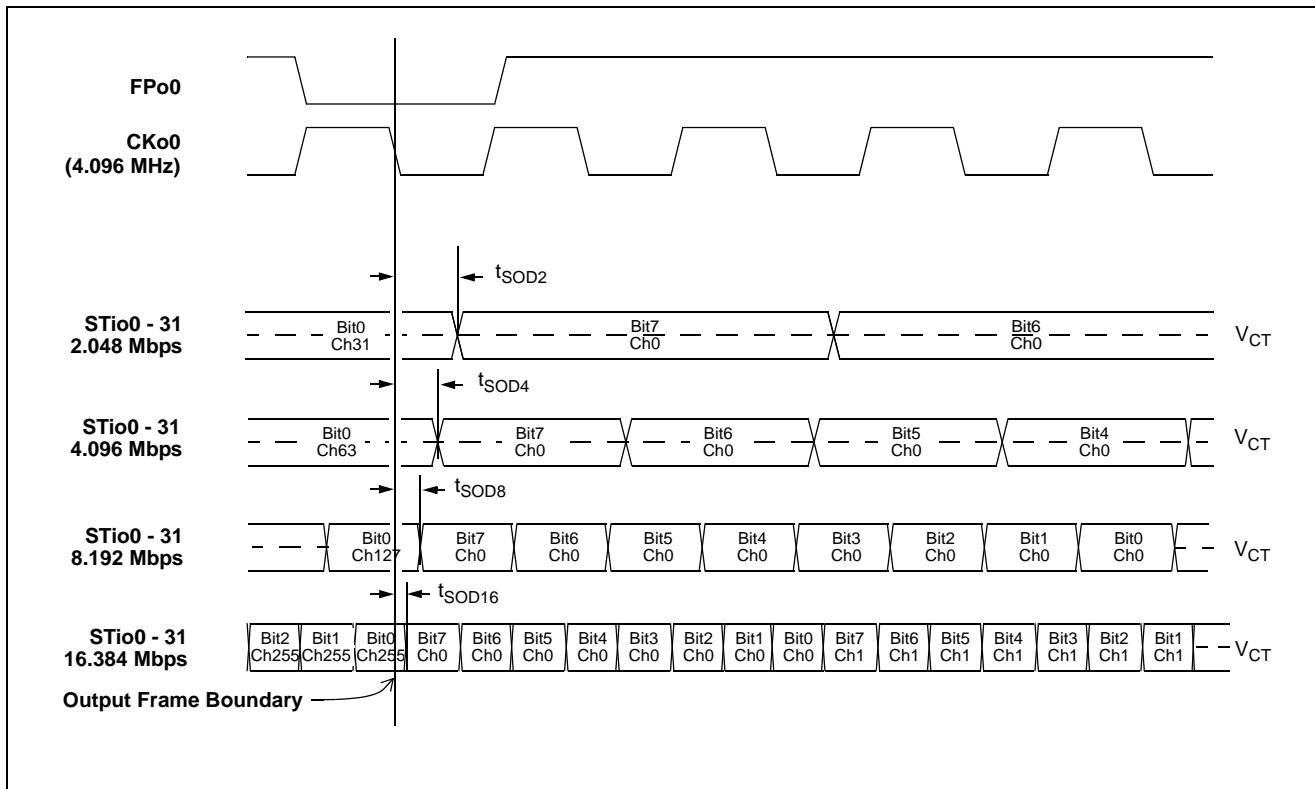 FPo0
CKo0
(4.096 MHz)
tSOD2
STio0 - 31
2.048 Mbps
Bit0
Ch31
Bit7
Ch0
Bit6
Ch0
VCT
tSOD4
STio0 - 31
4.096 Mbps
Bit0
Ch63
Bit7
Ch0
Bit6
Ch0
Bit5
Ch0
Bit4
Ch0
VCT
tSOD8
STio0 - 31
8.192 Mbps
Bit0
Ch127
Bit7
Ch0
Bit6
Ch0
Bit5
Ch0
Bit4
Ch0
Bit3
Ch0
Bit2
Ch0
Bit1
Ch0
Bit0
Ch0
VCT
tSOD16
STio0 - 31
16.384 Mbps
Bit2
Ch255
Bit1
Ch255
Bit0
Ch255
Bit7
Ch0
Bit6
Ch0
Bit5
Ch0
Bit4
Ch0
Bit3
Ch0
Bit2
Ch0
Bit1
Ch0
Bit0
Ch0
Bit7
Ch1
Bit6
Ch1
Bit5
Ch1
Bit4
Ch1
Bit3
Ch1
Bit2
Ch1
Bit1
Ch1
VCT
Output Frame Boundary